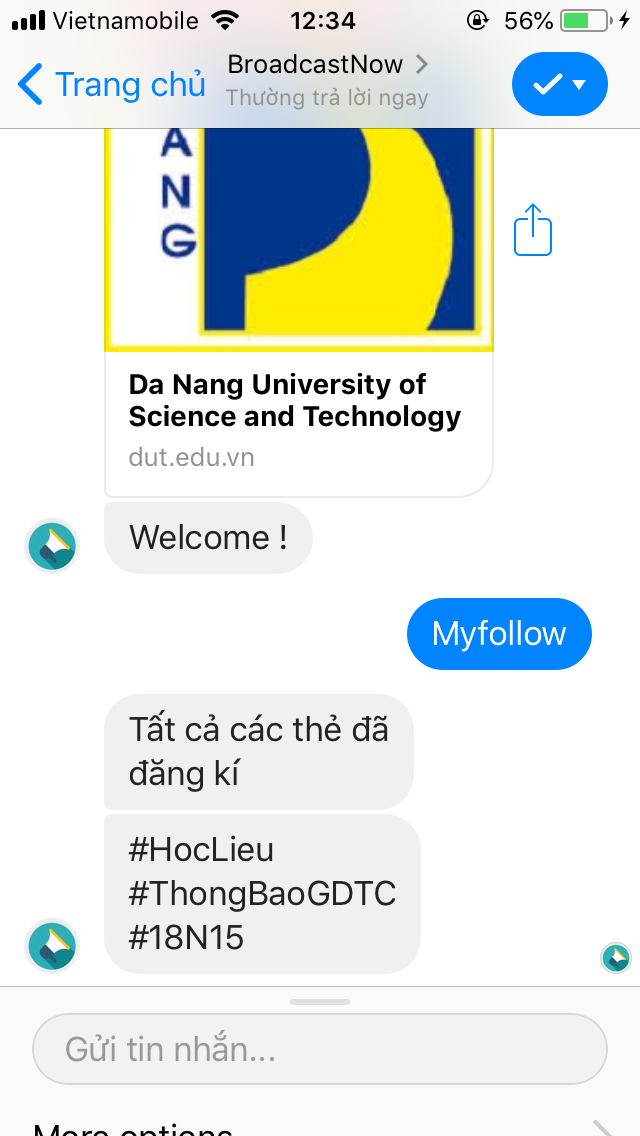 Vietnamobile 12:34 56%
Trang chủ
BroadcastNow
Thường trả lời ngay
A
N
G
Da Nang University of
Science and Technology
dut.edu.vn
Welcome !
Myfollow
Tất cả các thẻ đã
đăng kí
#HocLieu
#ThongBaoGDTC
#18N15
Gửi tin nhắn...
More options